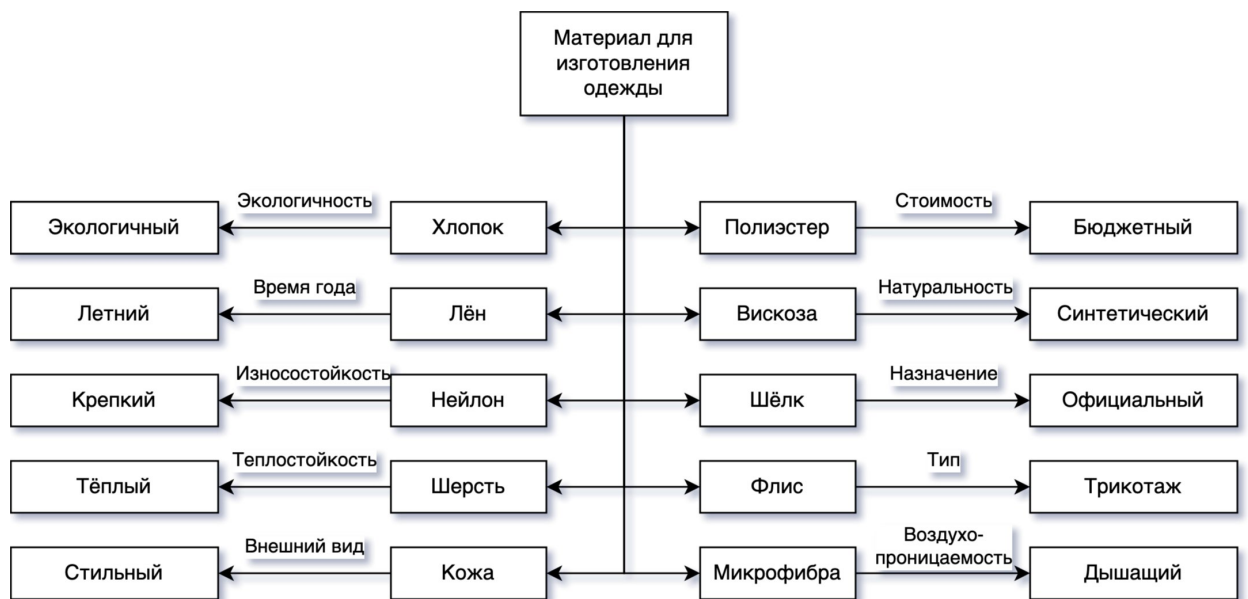 Материал для
изготовления
одежды
Экологичный
Экологичность
Хлопок
Полиэстер
Стоимость
Бюджетный
Летний
Время года
Лён
Вискоза
Натуральность
Синтетический
Крепкий
Износостойкость
Нейлон
Шёлк
Назначение
Официальный
Тёплый
Теплостойкость
Шерсть
Флис
Тип
Трикотаж
Стильный
Внешний вид
Кожа
Микрофибра
Воздухо-
проницаемость
Дышащий